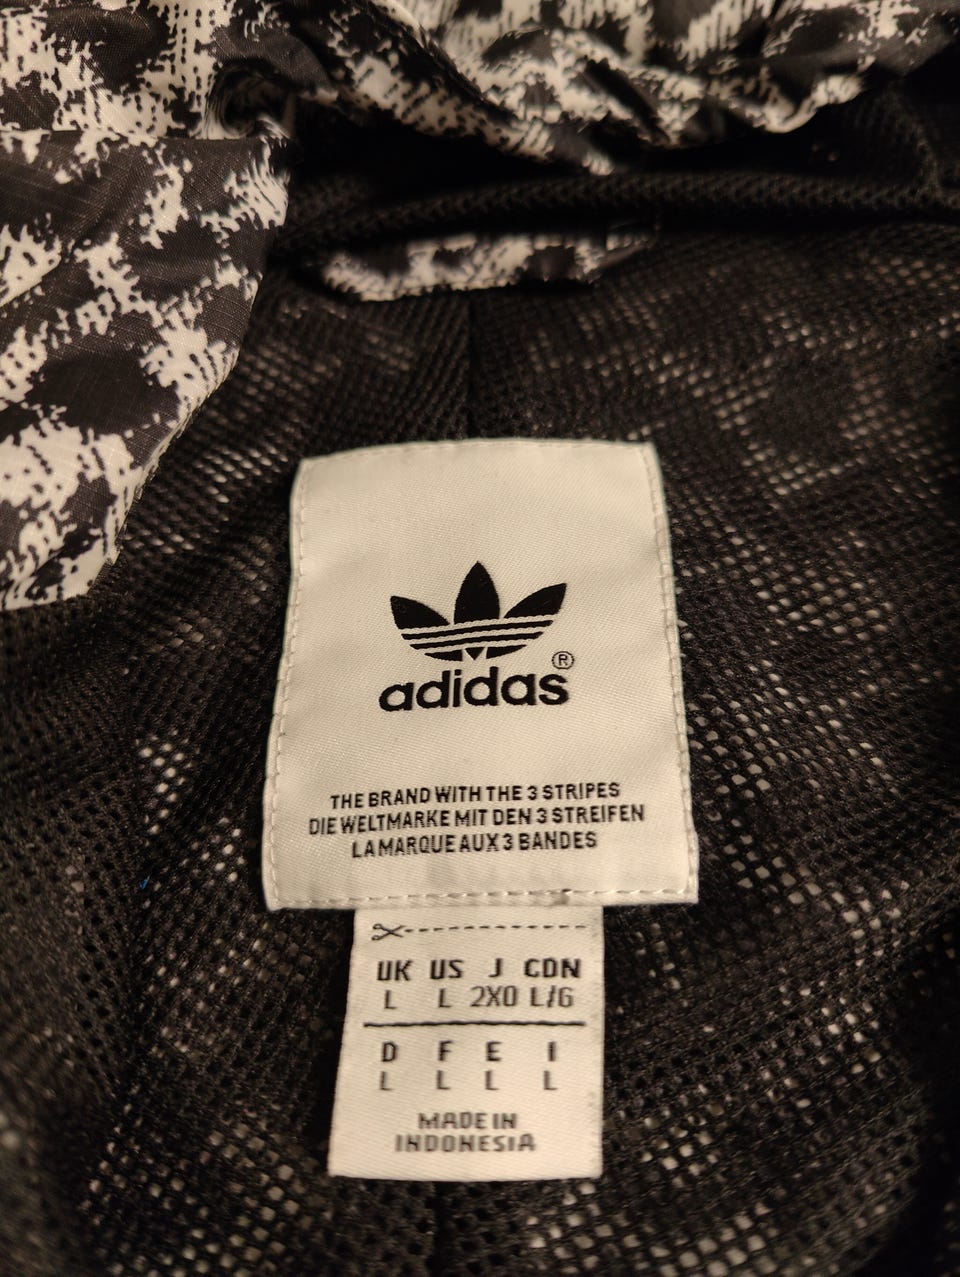 adidas®
THE BRAND WITH THE 3 STRIPES
DIE WELTMARKE MIT DEN 3 STREIFEN
LA MARQUE AUX 3 BANDES
UK US J CDN
L L 2XO L/G
D F E I
L L L L
MADE IN
INDONESIA